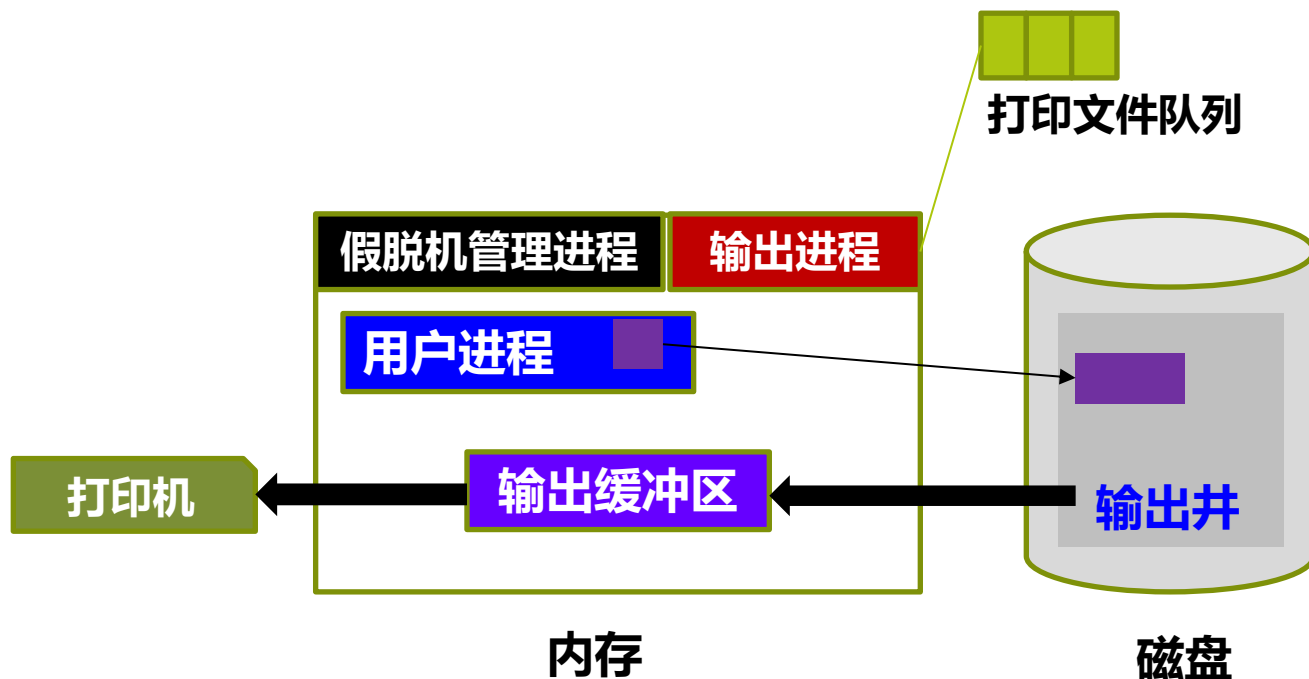 打印文件队列
假脱机管理进程
输出进程
用户进程
打印机
输出缓冲区
输出井
内存
磁盘